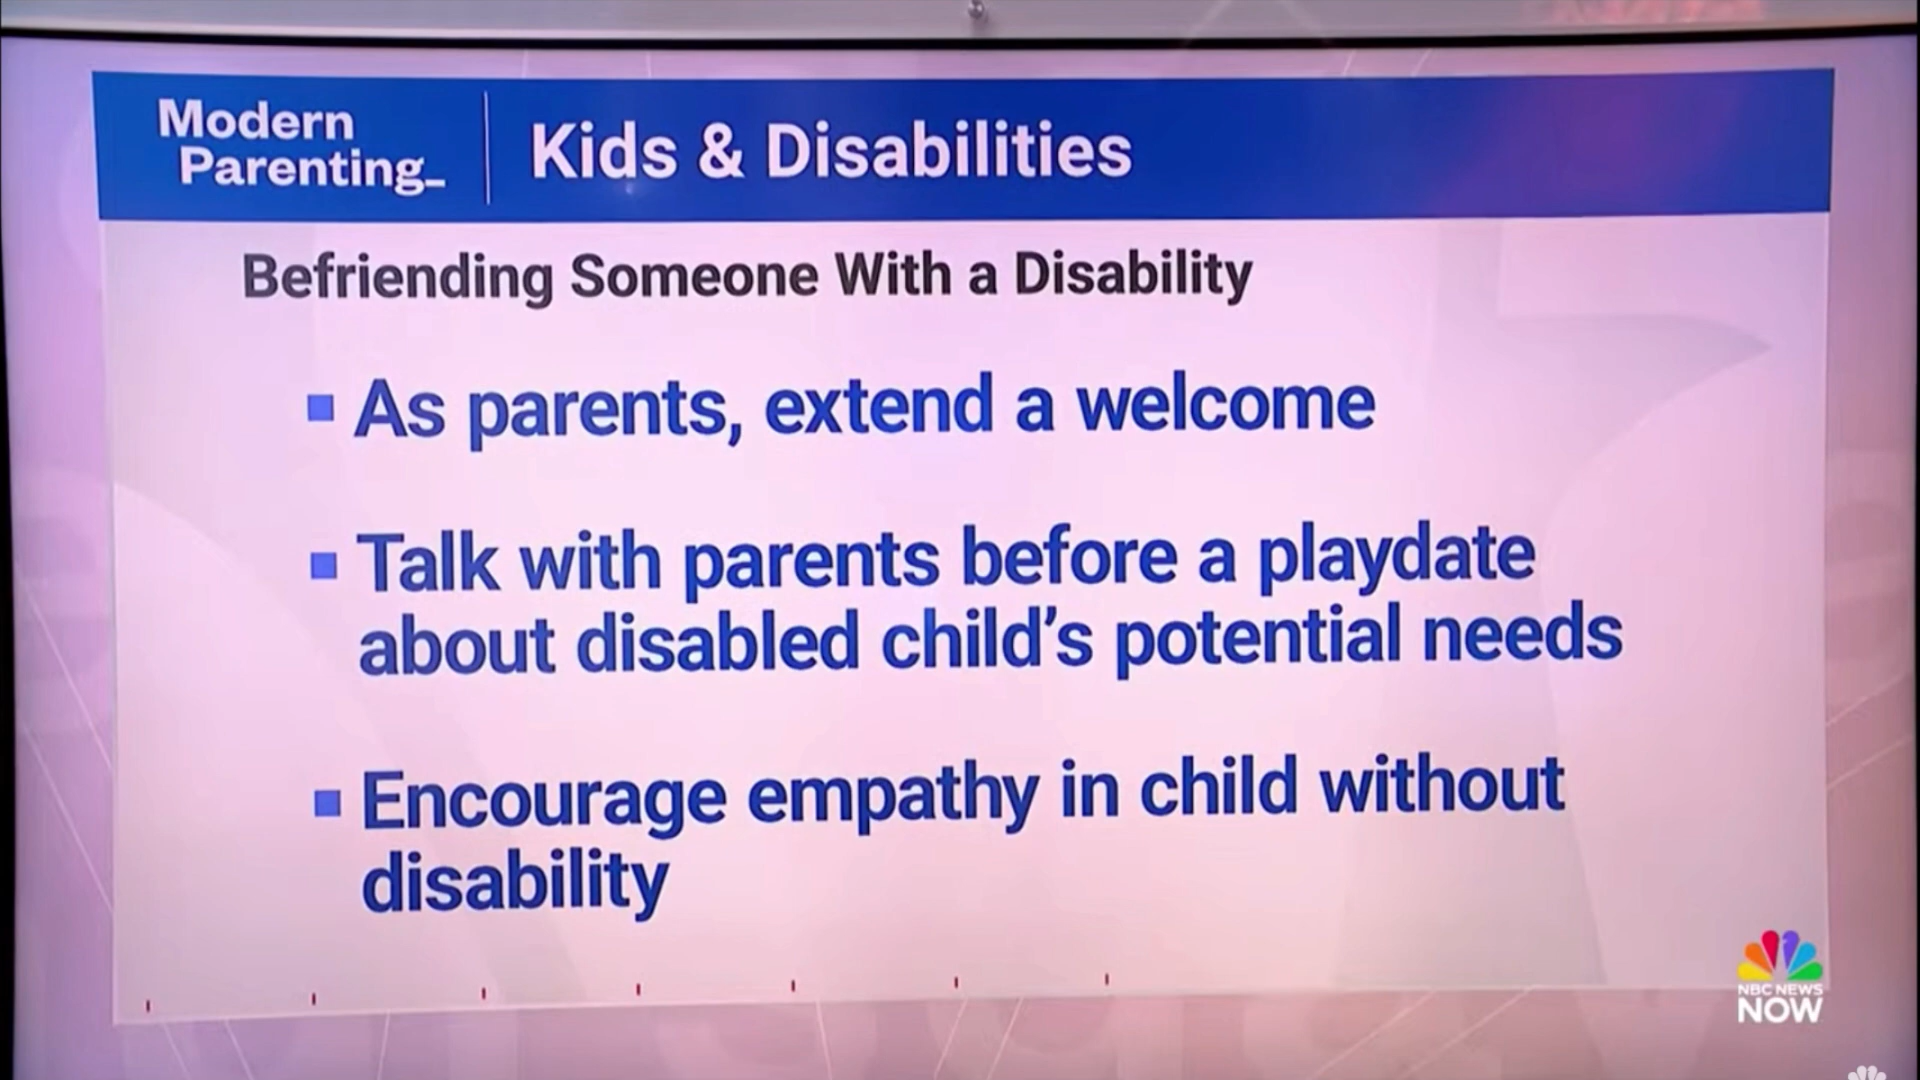 Modern
Parenting_
Kids & Disabilities
Befriending Someone With a Disability
As parents, extend a welcome
Talk with parents before a playdate
about disabled child’s potential needs
Encourage empathy in child without
disability
NBC NEWS
NOW